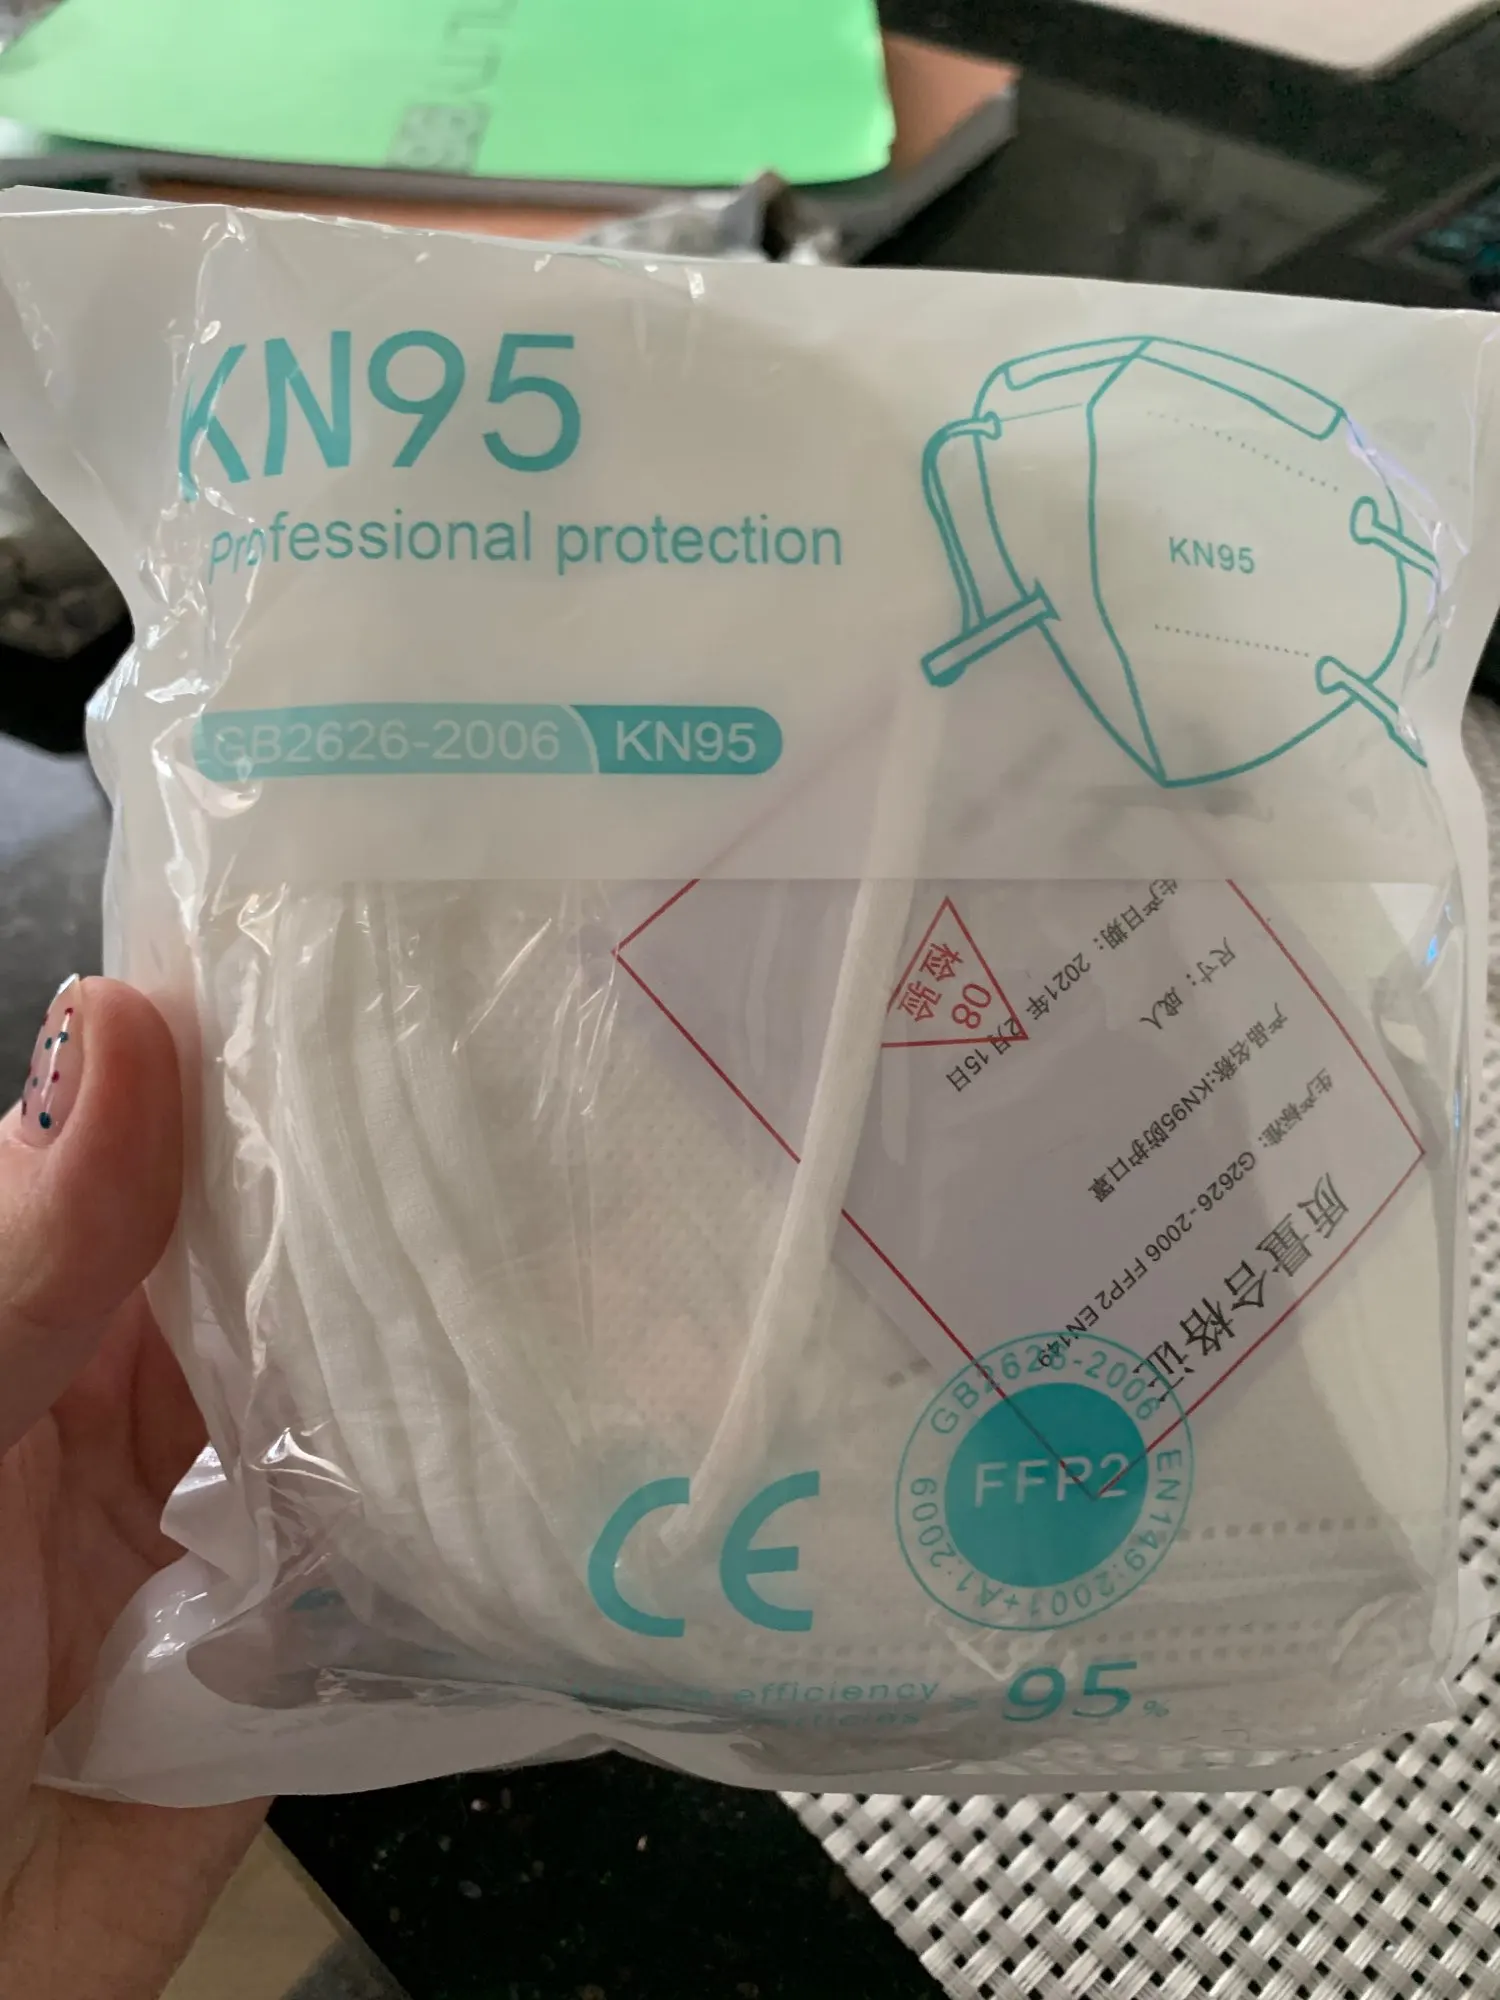 KN95
Professional protection
GB2626-2006 KN95
KN95
质量合格证
生产标准: G2626-2006 FFP2 EN149
产品名称:KN95防护口罩
尺寸: 成人
生产日期: 2021年 2月 15日
检验
08
CE
GB2626-2006 EN149:2001+A1:2009
FFP2
efficiency
95%